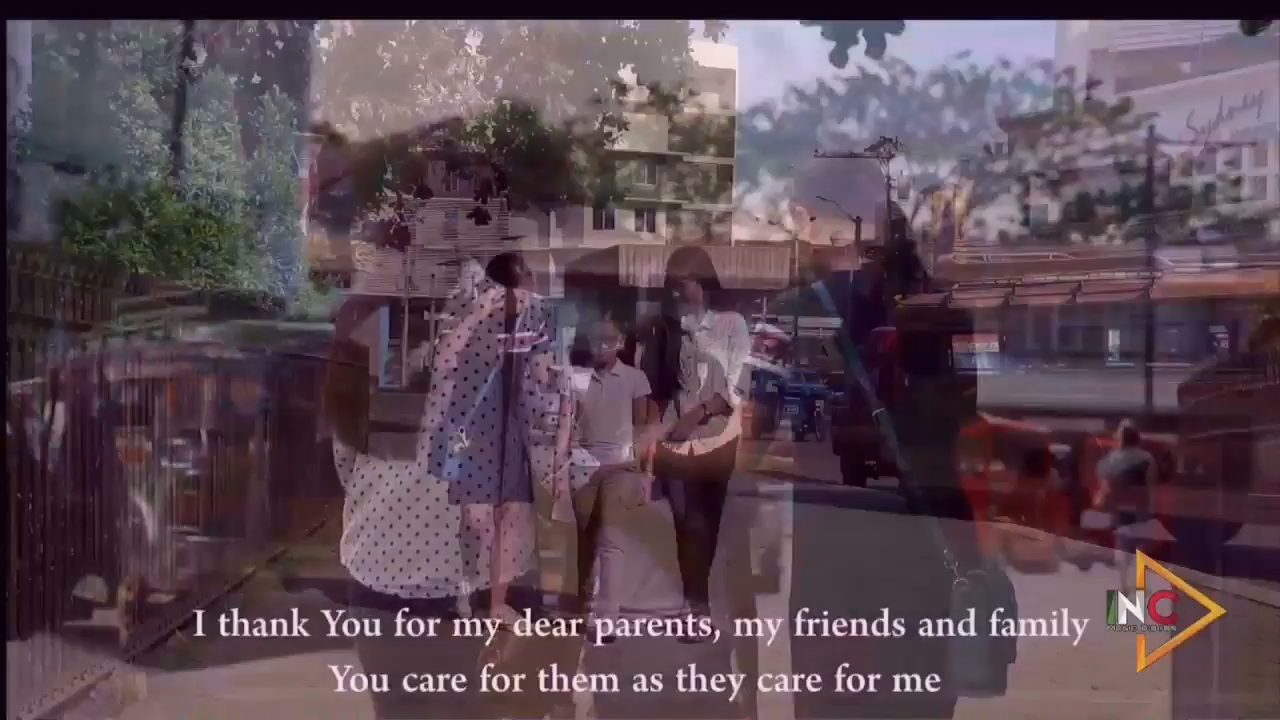 Sydney
I thank You for my dear parents, my friends and family
You care for them as they care for me
INC